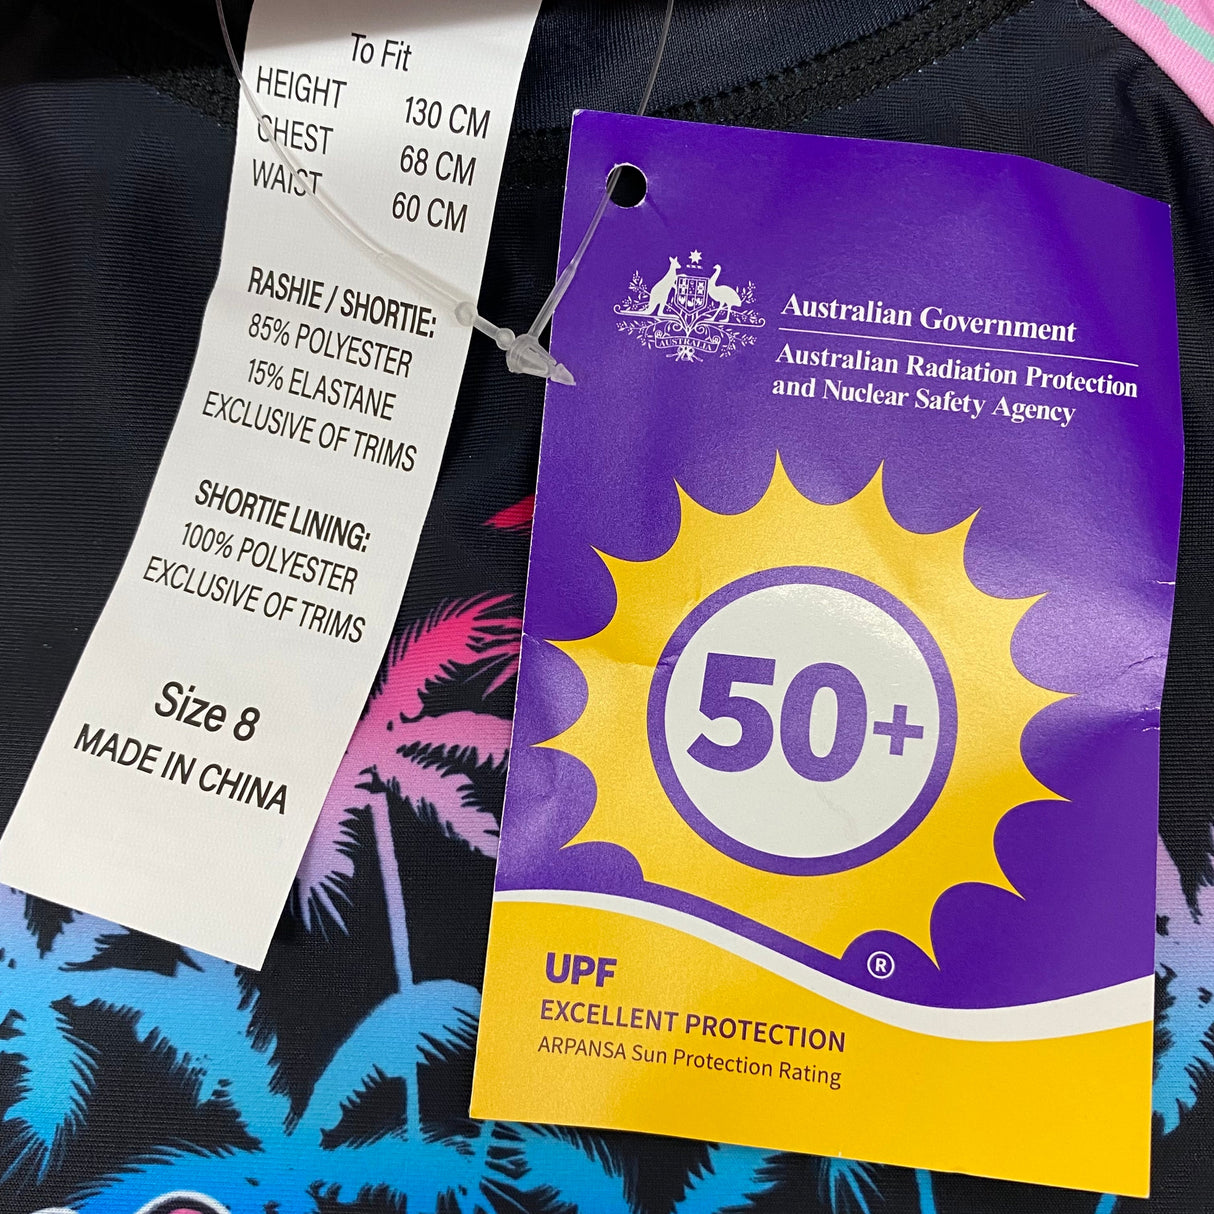 To Fit
HEIGHT 130 CM
CHEST 68 CM
WAIST 60 CM
RASHIE / SHORTIE:
85% POLYESTER
15% ELASTANE
EXCLUSIVE OF TRIMS
SHORTIE LINING:
100% POLYESTER
EXCLUSIVE OF TRIMS
Size 8
MADE IN CHINA
AUSTRALIA
Australian Government
Australian Radiation Protection
and Nuclear Safety Agency
50+
®
UPF
EXCELLENT PROTECTION
ARPANSA Sun Protection Rating